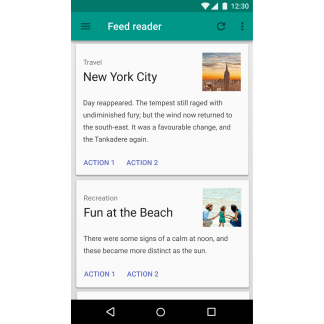 12:30
Feed reader
Travel
New York City
Day reappeared. The tempest still raged with
undiminished fury; but the wind now returned to
the south-east. It was a favourable change, and
the Tankadere again.
ACTION 1 ACTION 2
Recreation
Fun at the Beach
There were some signs of a calm at noon, and
these became more distinct as the sun.
ACTION 1 ACTION 2